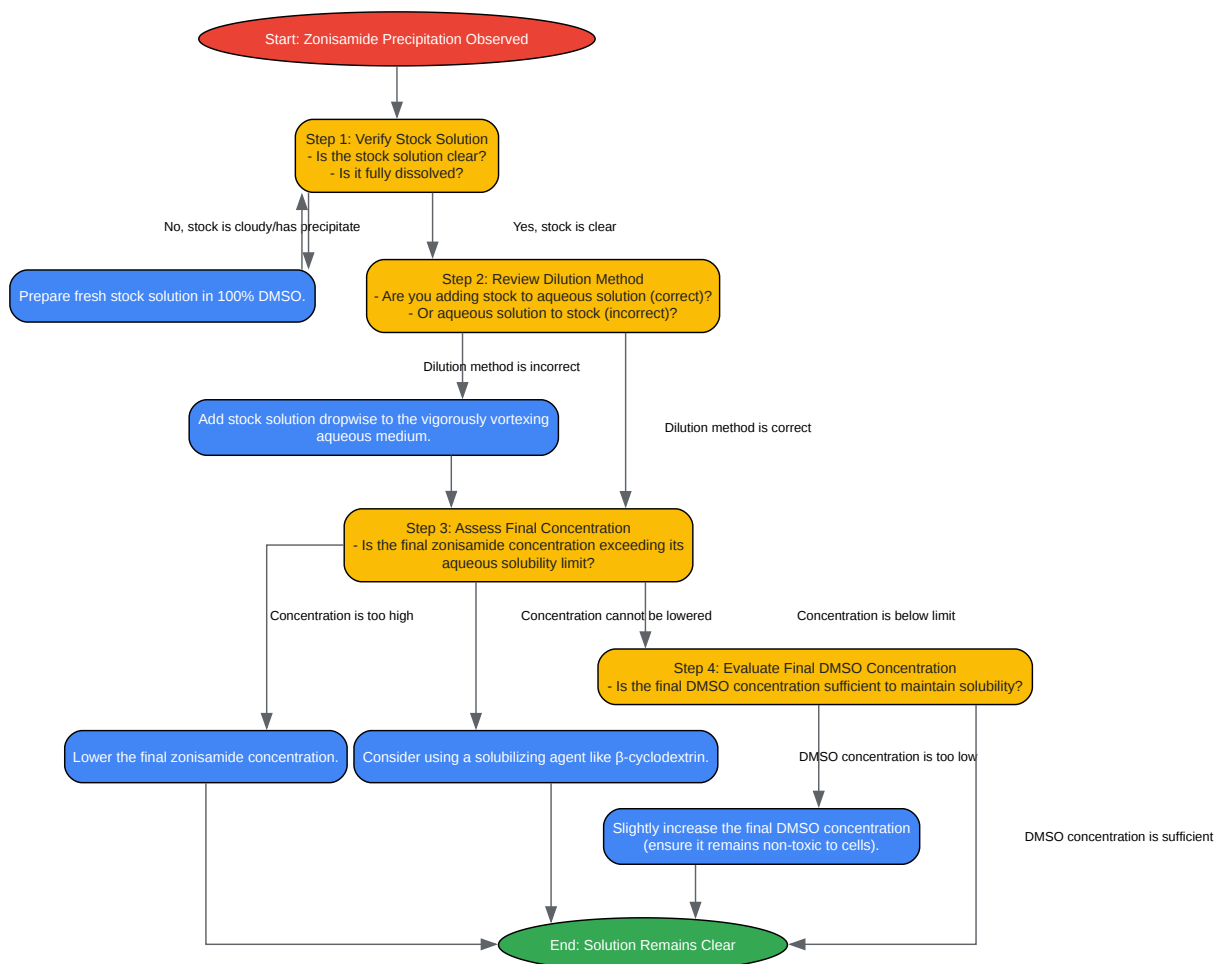 Start: Zonisamide Precipitation Observed
Step 1: Verify Stock Solution
- Is the stock solution clear?
- Is it fully dissolved?
No, stock is cloudy/has precipitate
Yes, stock is clear
Prepare fresh stock solution in 100% DMSO.
Step 2: Review Dilution Method
- Are you adding stock to aqueous solution (correct)?
- Or aqueous solution to stock (incorrect)?
Dilution method is incorrect
Add stock solution dropwise to the vigorously vortexing
aqueous medium.
Dilution method is correct
Step 3: Assess Final Concentration
- Is the final zonisamide concentration exceeding its
aqueous solubility limit?
Concentration is too high
Concentration cannot be lowered
Concentration is below limit
Step 4: Evaluate Final DMSO Concentration
- Is the final DMSO concentration sufficient to maintain solubility?
Lower the final zonisamide concentration.
Consider using a solubilizing agent like β-cyclodextrin.
DMSO concentration is too low
Slightly increase the final DMSO concentration
(ensure it remains non-toxic to cells).
DMSO concentration is sufficient
End: Solution Remains Clear